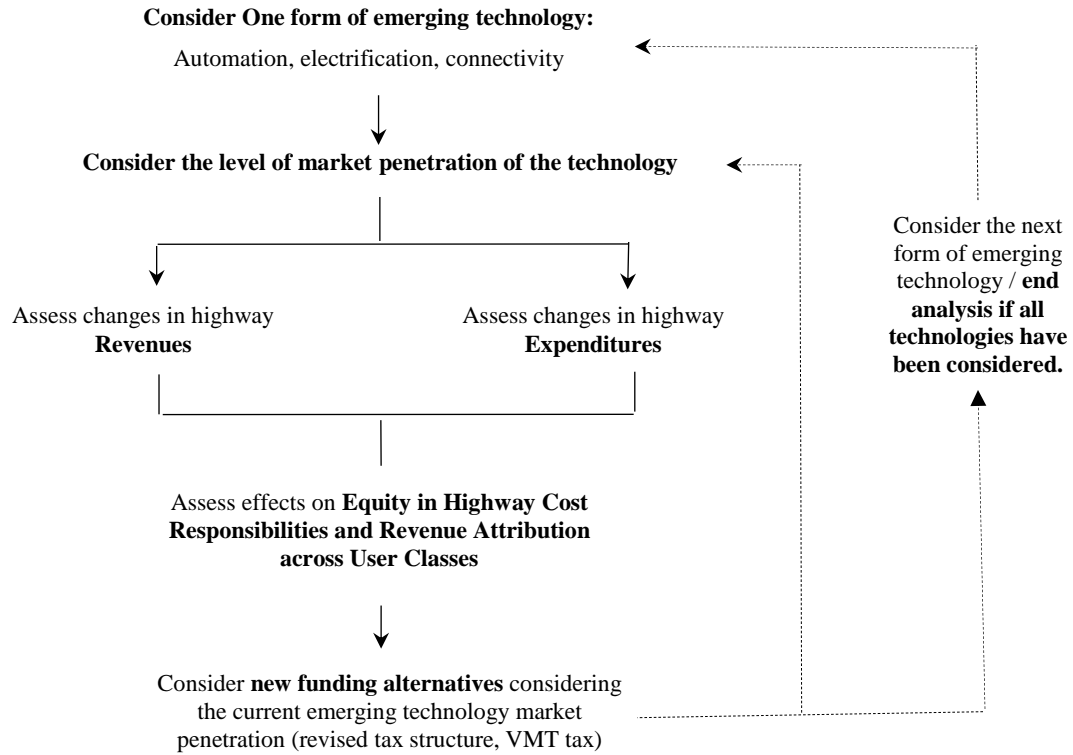 Consider One form of emerging technology:
Automation, electrification, connectivity
Consider the level of market penetration of the technology
Assess changes in highway
Revenues
Assess changes in highway
Expenditures
Consider the next
form of emerging
technology / end
analysis if all
technologies have
been considered.
Assess effects on Equity in Highway Cost
Responsibilities and Revenue Attribution
across User Classes
Consider new funding alternatives considering
the current emerging technology market
penetration (revised tax structure, VMT tax)